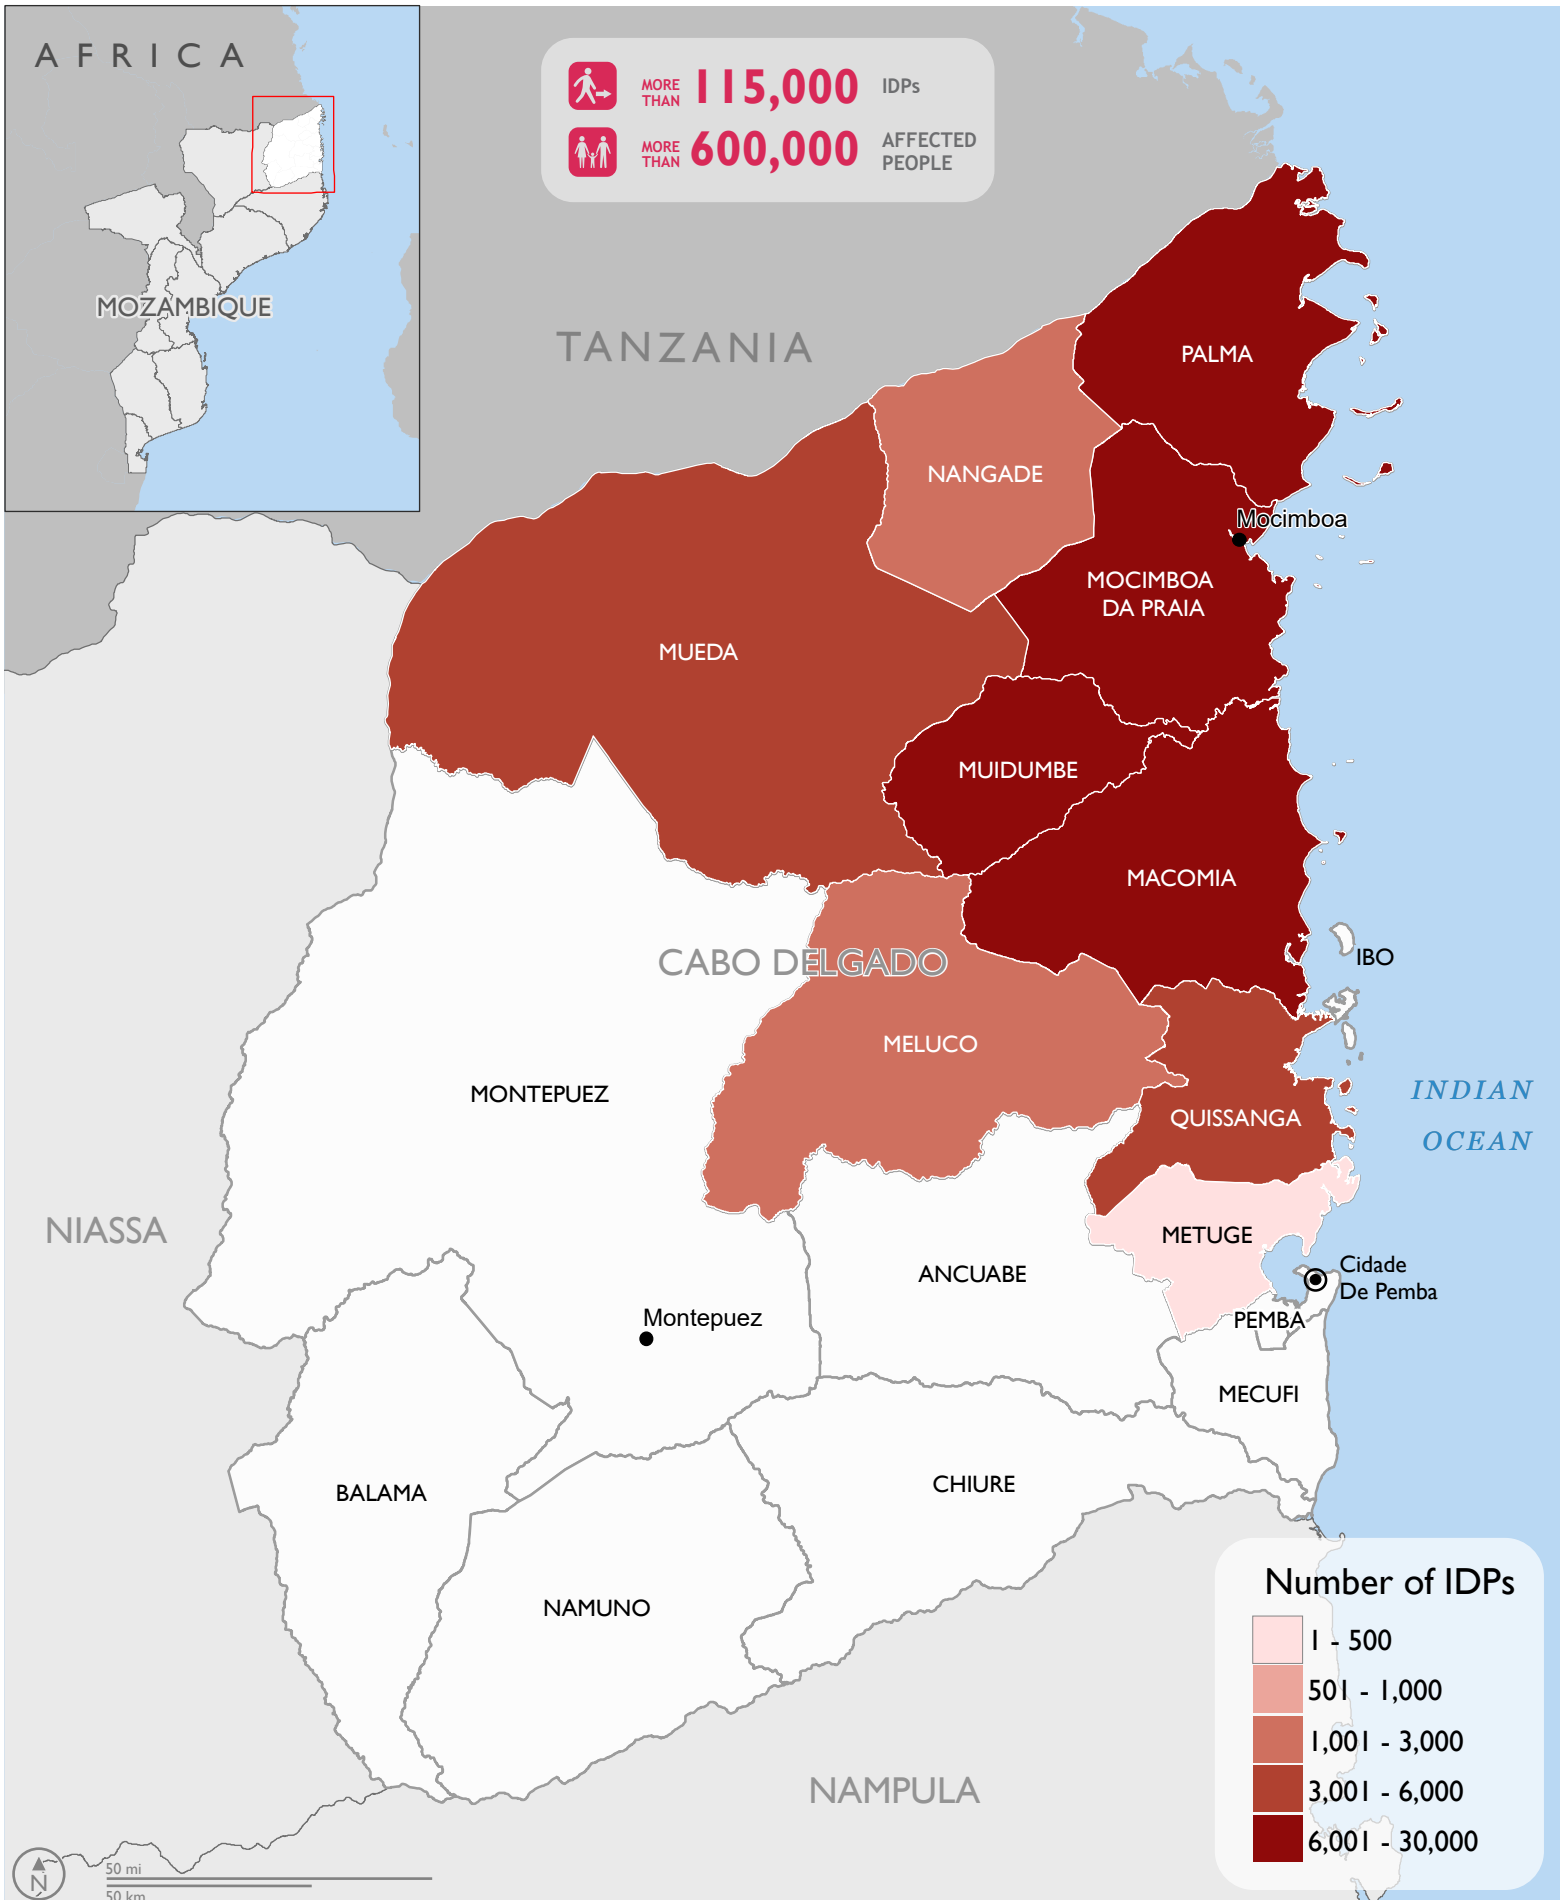 AFRICA
MOZAMBIQUE
MORE
THAN
115,000
IDPs
MORE
THAN
600,000
AFFECTED
PEOPLE
TANZANIA
PALMA
NANGADE
Mocimboa
MOCIMBOA
DA PRAIA
MUEDA
MUIDUMBE
MACOMIA
CABO DELGADO
IBO
MELUCO
MONTEPUEZ
QUISSANGA
INDIAN
OCEAN
NIASSA
METUGE
ANCUABE
Cidade
De Pemba
PEMBA
Montepuez
MECUFI
BALAMA
CHIURE
NAMUNO
NAMPULA
Number of IDPs
1 - 500
501 - 1,000
1,001 - 3,000
3,001 - 6,000
6,001 - 30,000
N
50 mi
50 km